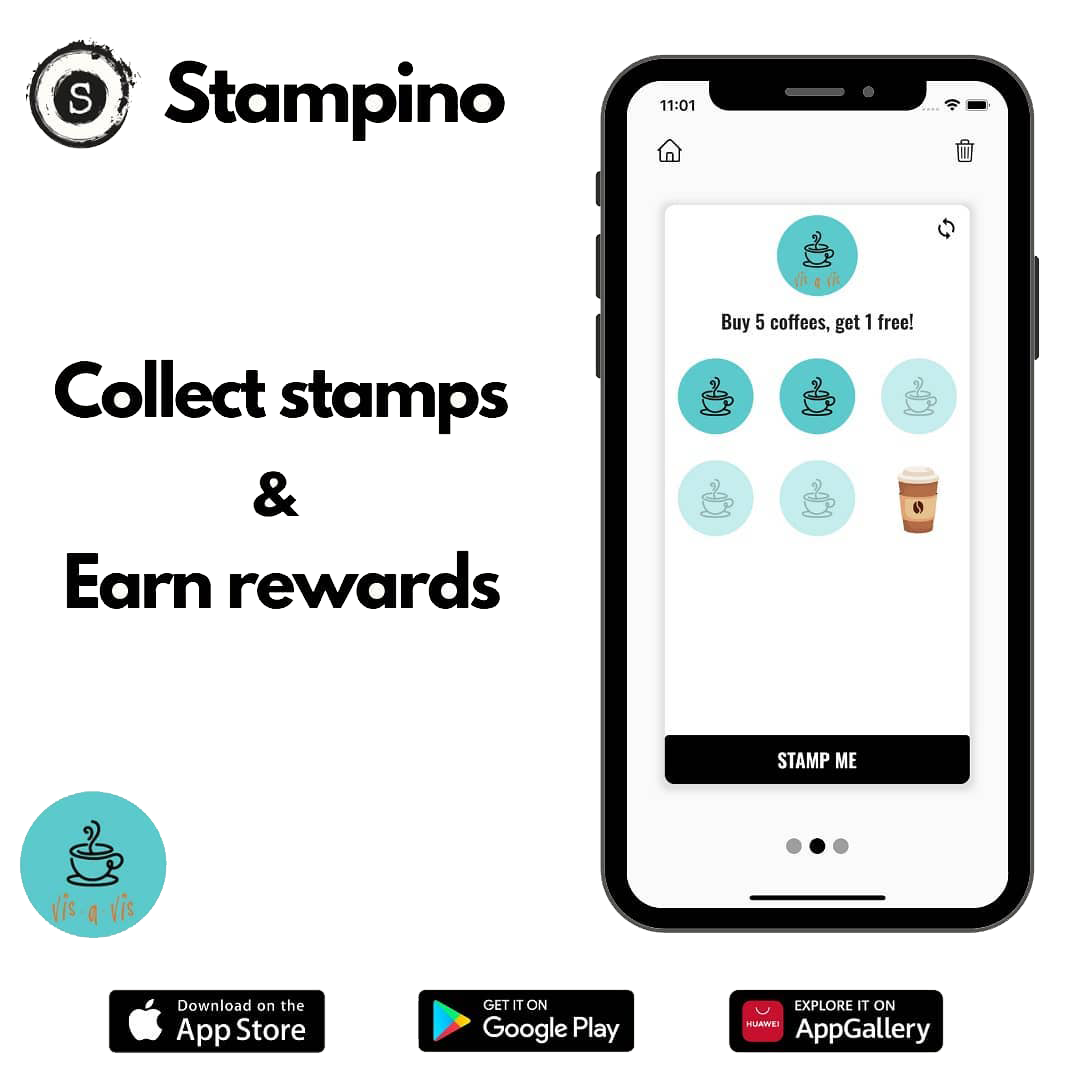 S
Stampino
11:01
vis a vis
Buy 5 coffees, get 1 free!
Collect stamps
&
Earn rewards
STAMP ME
vis a vis
Download on the
App Store
GET IT ON
Google Play
HUAWEI
EXPLORE IT ON
AppGallery